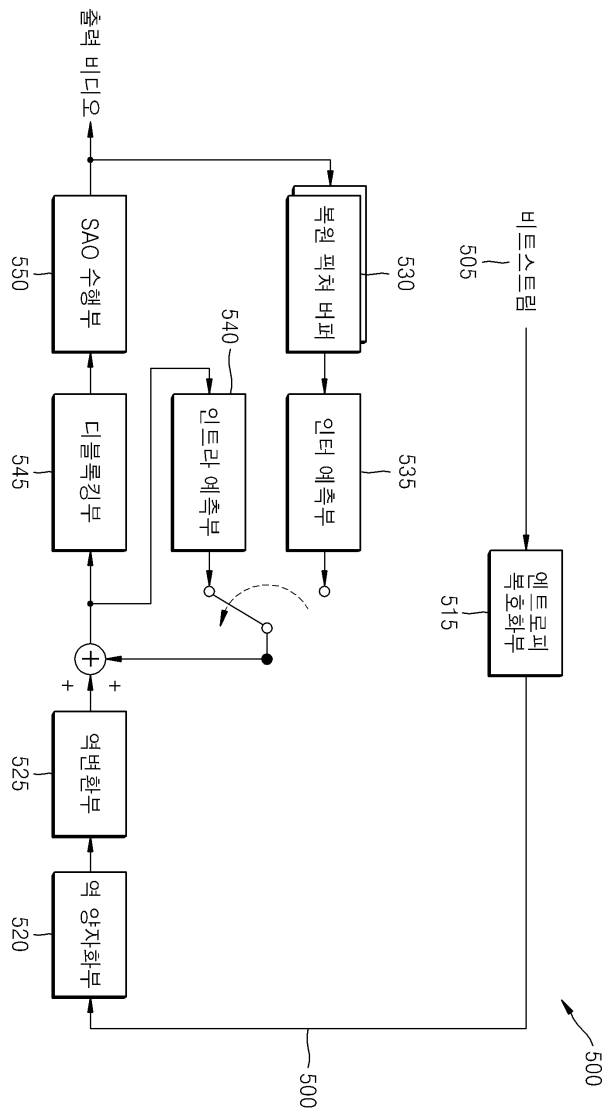 500
비트스트림
505
엔트로피
복호화부
515
500
복원 픽쳐 버퍼
530
인터 예측부
535
인트라 예측부
540
출력 비디오
SAO 수행부
550
디블록킹부
545
+
+
+
역변환부
525
역 양자화부
520